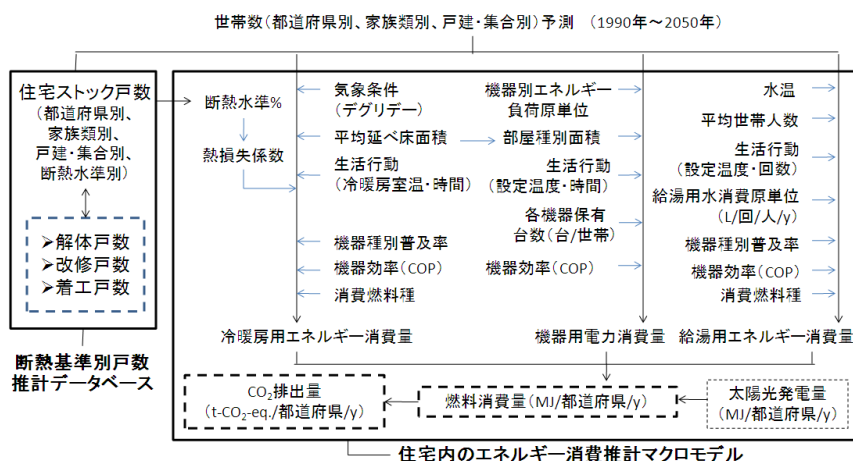 世帯数(都道府県別、家族類別、戸建・集合別)予測 (1990年～2050年)
住宅ストック戸数
(都道府県別、
家族類別、
戸建・集合別、
断熱水準別)
➢解体戸数
➢改修戸数
➢着工戸数
断熱基準別戸数
推計データベース
断熱水準%
熱損失係数
気象条件
(デグリデー)
平均延べ床面積
生活行動
(冷暖房室温・時間)
機器種別普及率
機器効率(COP)
消費燃料種
冷暖房用エネルギー消費量
機器別エネルギー
負荷原単位
部屋種別面積
生活行動
(設定温度・時間)
各機器保有
台数(台/世帯)
機器効率(COP)
機器用電力消費量
水温
平均世帯人数
生活行動
(設定温度・回数)
給湯用水消費原単位
(L/回/人/y)
機器種別普及率
機器効率(COP)
消費燃料種
給湯用エネルギー消費量
CO₂排出量
(t-CO₂-eq./都道府県/y)
燃料消費量(MJ/都道府県/y)
太陽光発電量
(MJ/都道府県/y)
住宅内のエネルギー消費推計マクロモデル